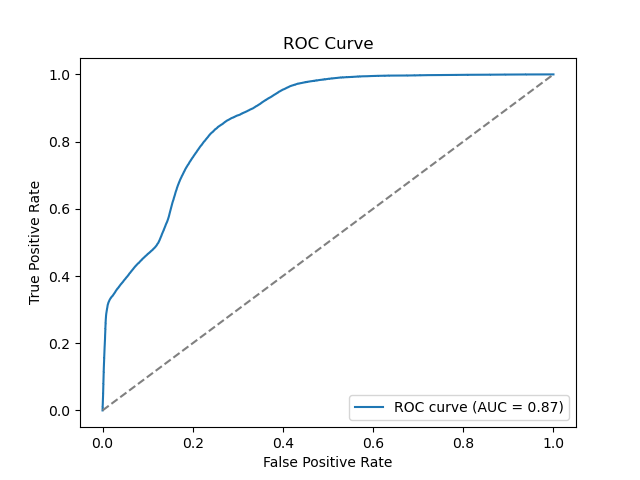 ROC Curve
True Positive Rate
1.0
0.8
0.6
0.4
0.2
0.0
0.0 0.2 0.4 0.6 0.8 1.0
False Positive Rate
ROC curve (AUC = 0.87)